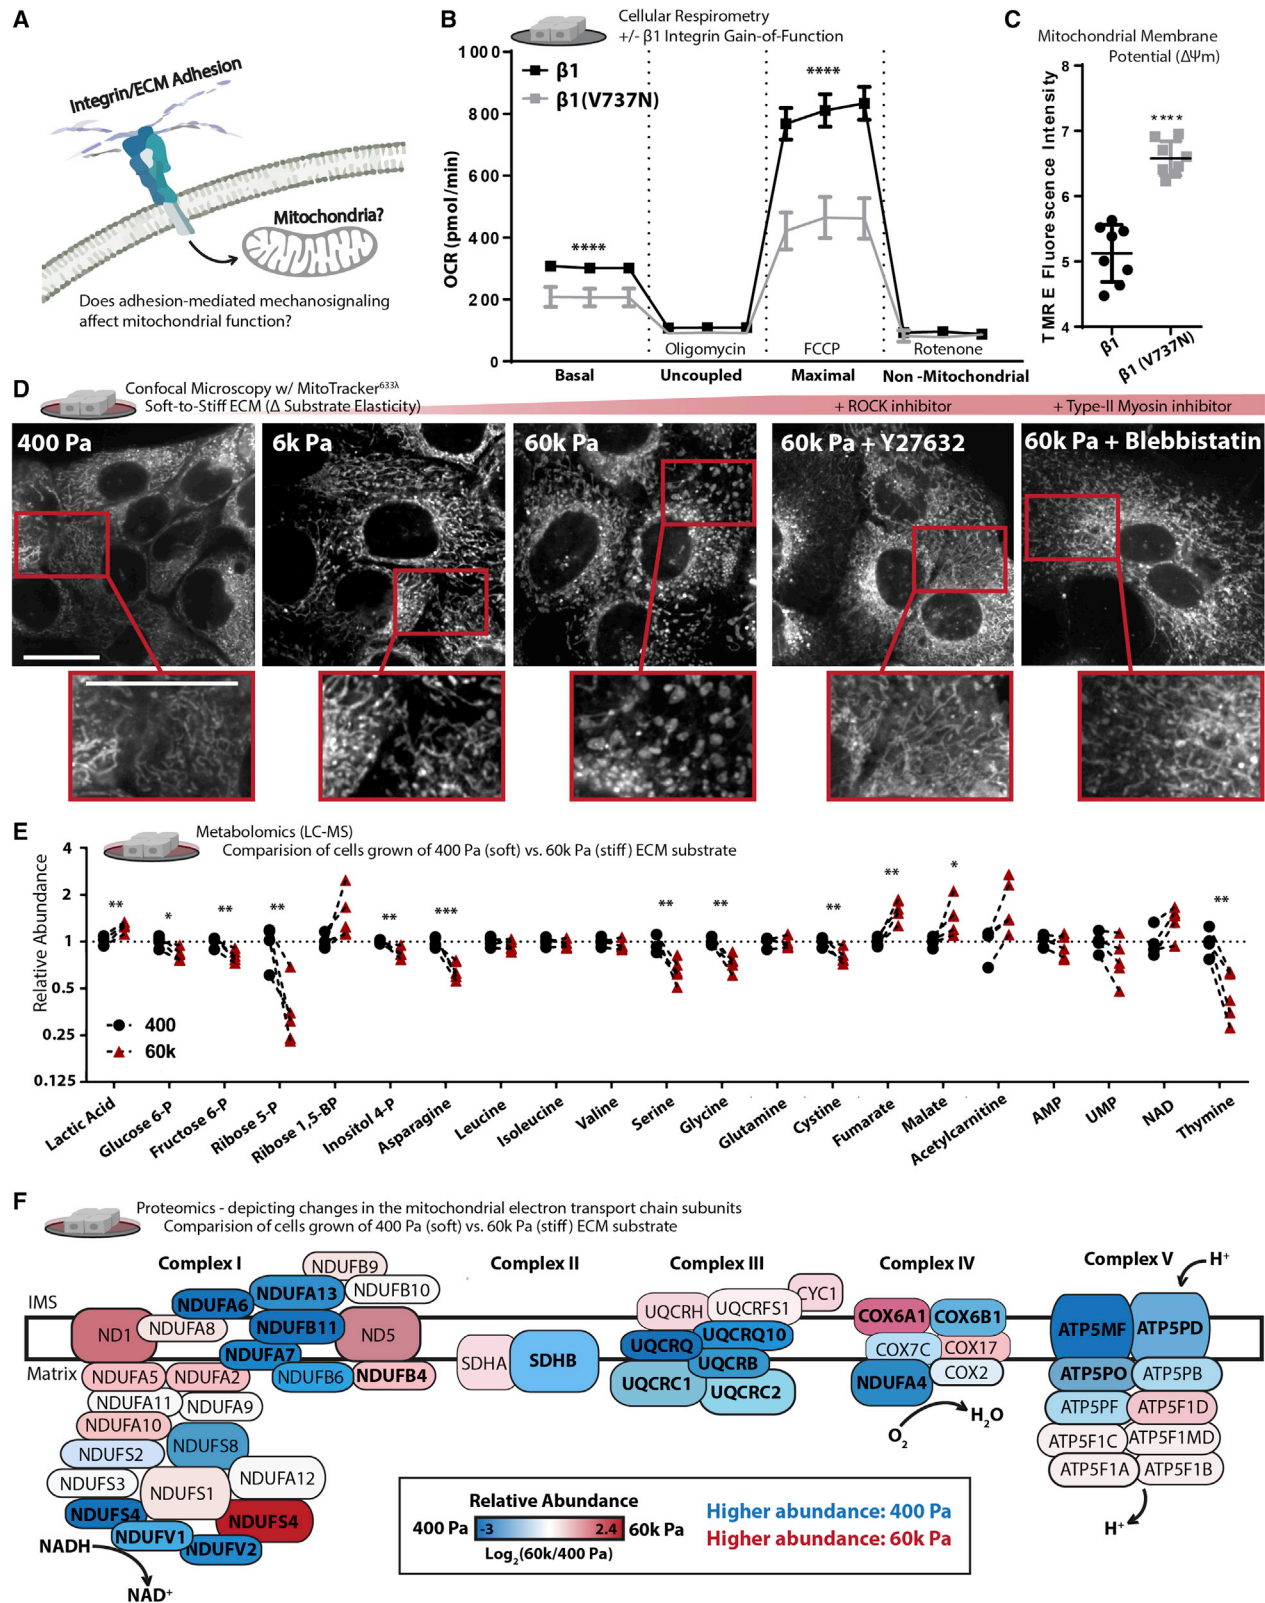 A
Integrin/ECM Adhesion
Mitochondria?
Does adhesion-mediated mechanosignaling
affect mitochondrial function?
B
Cellular Respirometry
+/- β1 Integrin Gain-of-Function
β1
β1(V737N)
OCR (pmol/min)
1000
800
600
400
200
0
****
****
Oligomycin
FCCP
Rotenone
Basal
Uncoupled
Maximal
Non -Mitochondrial
C
Mitochondrial Membrane
Potential (ΔΨm)
TMRE Fluorescence Intensity
8
7
6
5
4
****
β1
β1 (V737N)
D
Confocal Microscopy w/ MitoTracker633λ
Soft-to-Stiff ECM (Δ Substrate Elasticity)
+ ROCK inhibitor
+ Type-II Myosin inhibitor
400 Pa
6k Pa
60k Pa
60k Pa + Y27632
60k Pa + Blebbistatin
E
Metabolomics (LC-MS)
Comparision of cells grown of 400 Pa (soft) vs. 60k Pa (stiff) ECM substrate
Relative Abundance
4
2
1
0.5
0.25
0.125
** * ** ** ** *** ** ** ** ** * **
400
60k
Lactic Acid
Glucose 6-P
Fructose 6-P
Ribose 5-P
Ribose 1,5-BP
Inositol 4-P
Asparagine
Leucine
Isoleucine
Valine
Serine
Glycine
Glutamine
Cystine
Fumarate
Malate
Acetylcarnitine
AMP
UMP
NAD
Thymine
F
Proteomics - depicting changes in the mitochondrial electron transport chain subunits
Comparision of cells grown of 400 Pa (soft) vs. 60k Pa (stiff) ECM substrate
IMS
Matrix
Complex I
NDUFB9
NDUFA6
NDUFA13
NDUFB10
ND1
NDUFA8
NDUFB11
ND5
NDUFA7
NDUFA5
NDUFA2
NDUFB6
NDUFB4
NDUFA11
NDUFA9
NDUFA10
NDUFS2
NDUFS8
NDUFS3
NDUFS1
NDUFA12
NDUFS4
NDUFS4
NDUFV1
NDUFV2
NADH
NAD+
Complex II
SDHA
SDHB
Complex III
CYC1
UQCRH
UQCRFS1
UQCRQ
UQCRQ10
UQCRB
UQCRC1
UQCRC2
Complex IV
COX6A1
COX6B1
COX7C
COX17
NDUFA4
COX2
O2
H2O
Complex V
H+
ATP5MF
ATP5PD
ATP5PO
ATP5PB
ATP5PF
ATP5F1D
ATP5F1C
ATP5F1MD
ATP5F1A
ATP5F1B
H+
Relative Abundance
400 Pa
-3
2.4
60k Pa
Log2(60k/400 Pa)
Higher abundance: 400 Pa
Higher abundance: 60k Pa